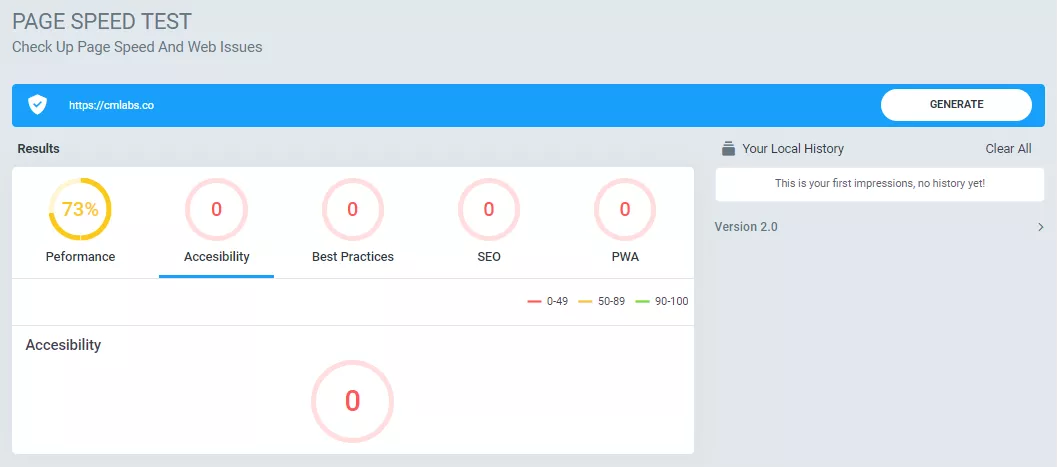 PAGE SPEED TEST
Check Up Page Speed And Web Issues
https://cmlabs.co
GENERATE
Results
Your Local History
Clear All
This is your first impressions, no history yet!
Version 2.0
73%
0
0
0
0
Peformance
Accesibility
Best Practices
SEO
PWA
0-49
50-89
90-100
Accesibility
0